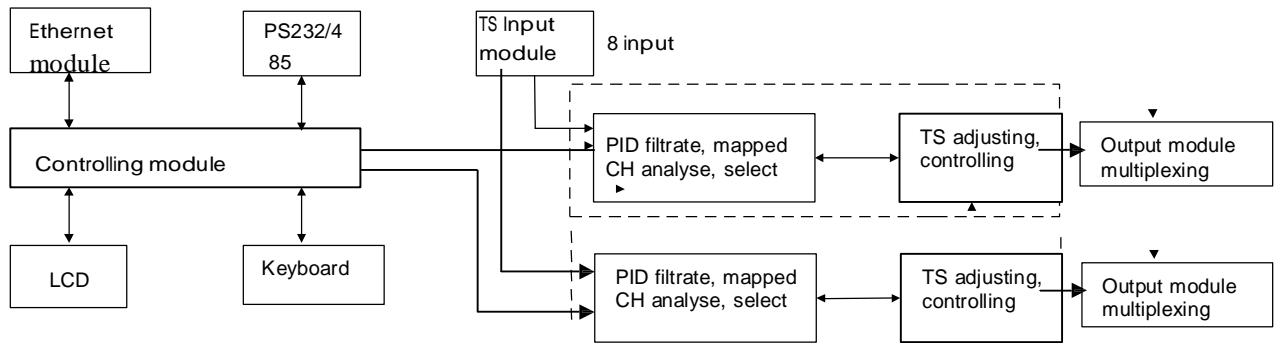 Ethernet
module
PS232/4
85
TS Input
module
8 input
Controlling module
PID filtrate, mapped
CH analyse, select
TS adjusting,
controlling
Output module
multiplexing
LCD
Keyboard
PID filtrate, mapped
CH analyse, select
TS adjusting,
controlling
Output module
multiplexing